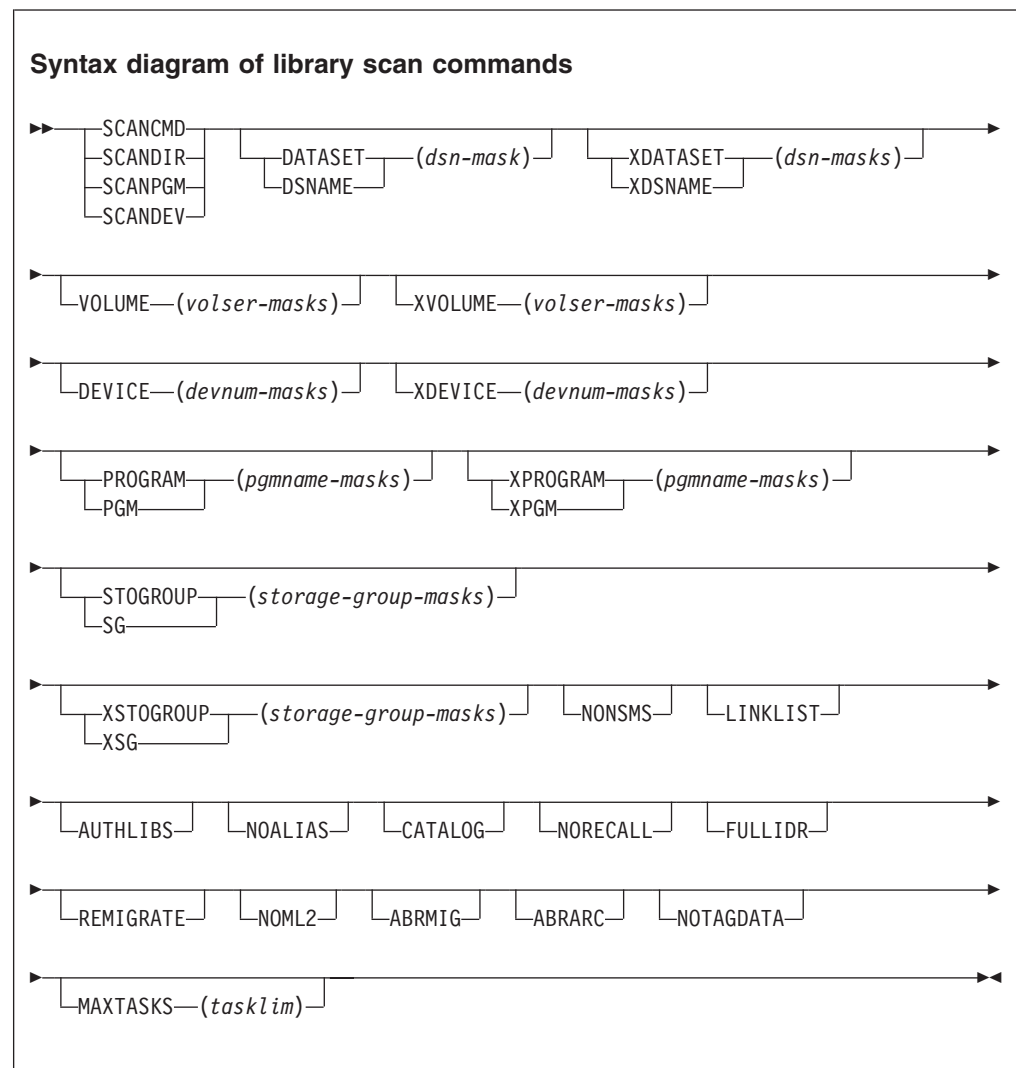 Syntax diagram of library scan commands
SCANCMD
SCANDIR
SCANPGM
SCANDEV
DATASET (dsn-mask)
DSNAME
XDATASET (dsn-masks)
XDSNAME
VOLUME (volser-masks) XVOLUME (volser-masks)
DEVICE (devnum-masks) XDEVICE (devnum-masks)
PROGRAM (pgmname-masks)
PGM
XPROGRAM (pgmname-masks)
XPGM
STOGROUP (storage-group-masks)
SG
XSTOGROUP (storage-group-masks)
XSG
NONSMS LINKLIST
AUTHLIBS NOALIAS CATALOG NORECALL FULLIDR
REMIGRATE NOML2 ABRMIG ABRARC NOTAGDATA
MAXTASKS (tasklim)